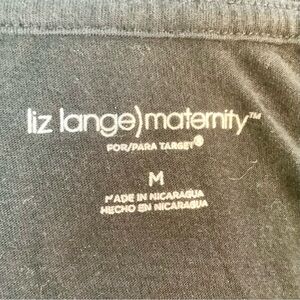 liz lange)maternity™
FOR/PARA TARGET®
M
MADE IN NICARAGUA
HECHO EN NICARAGUA